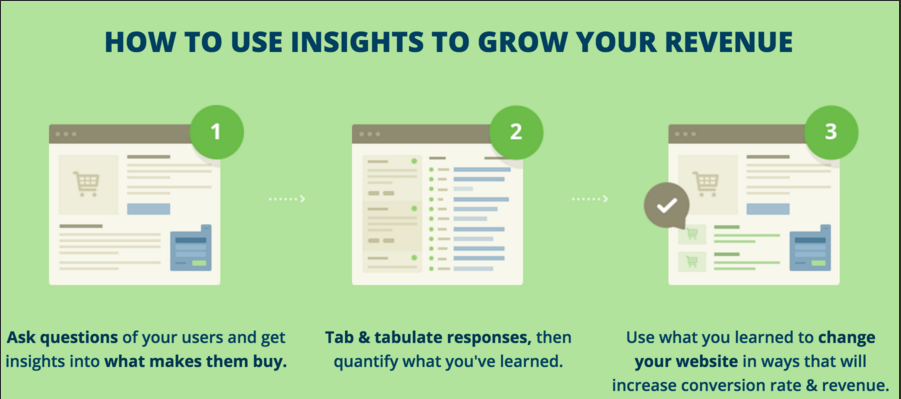 HOW TO USE INSIGHTS TO GROW YOUR REVENUE
1
2
3
Ask questions of your users and get
insights into what makes them buy.
Tab & tabulate responses, then
quantify what you've learned.
Use what you learned to change
your website in ways that will
increase conversion rate & revenue.